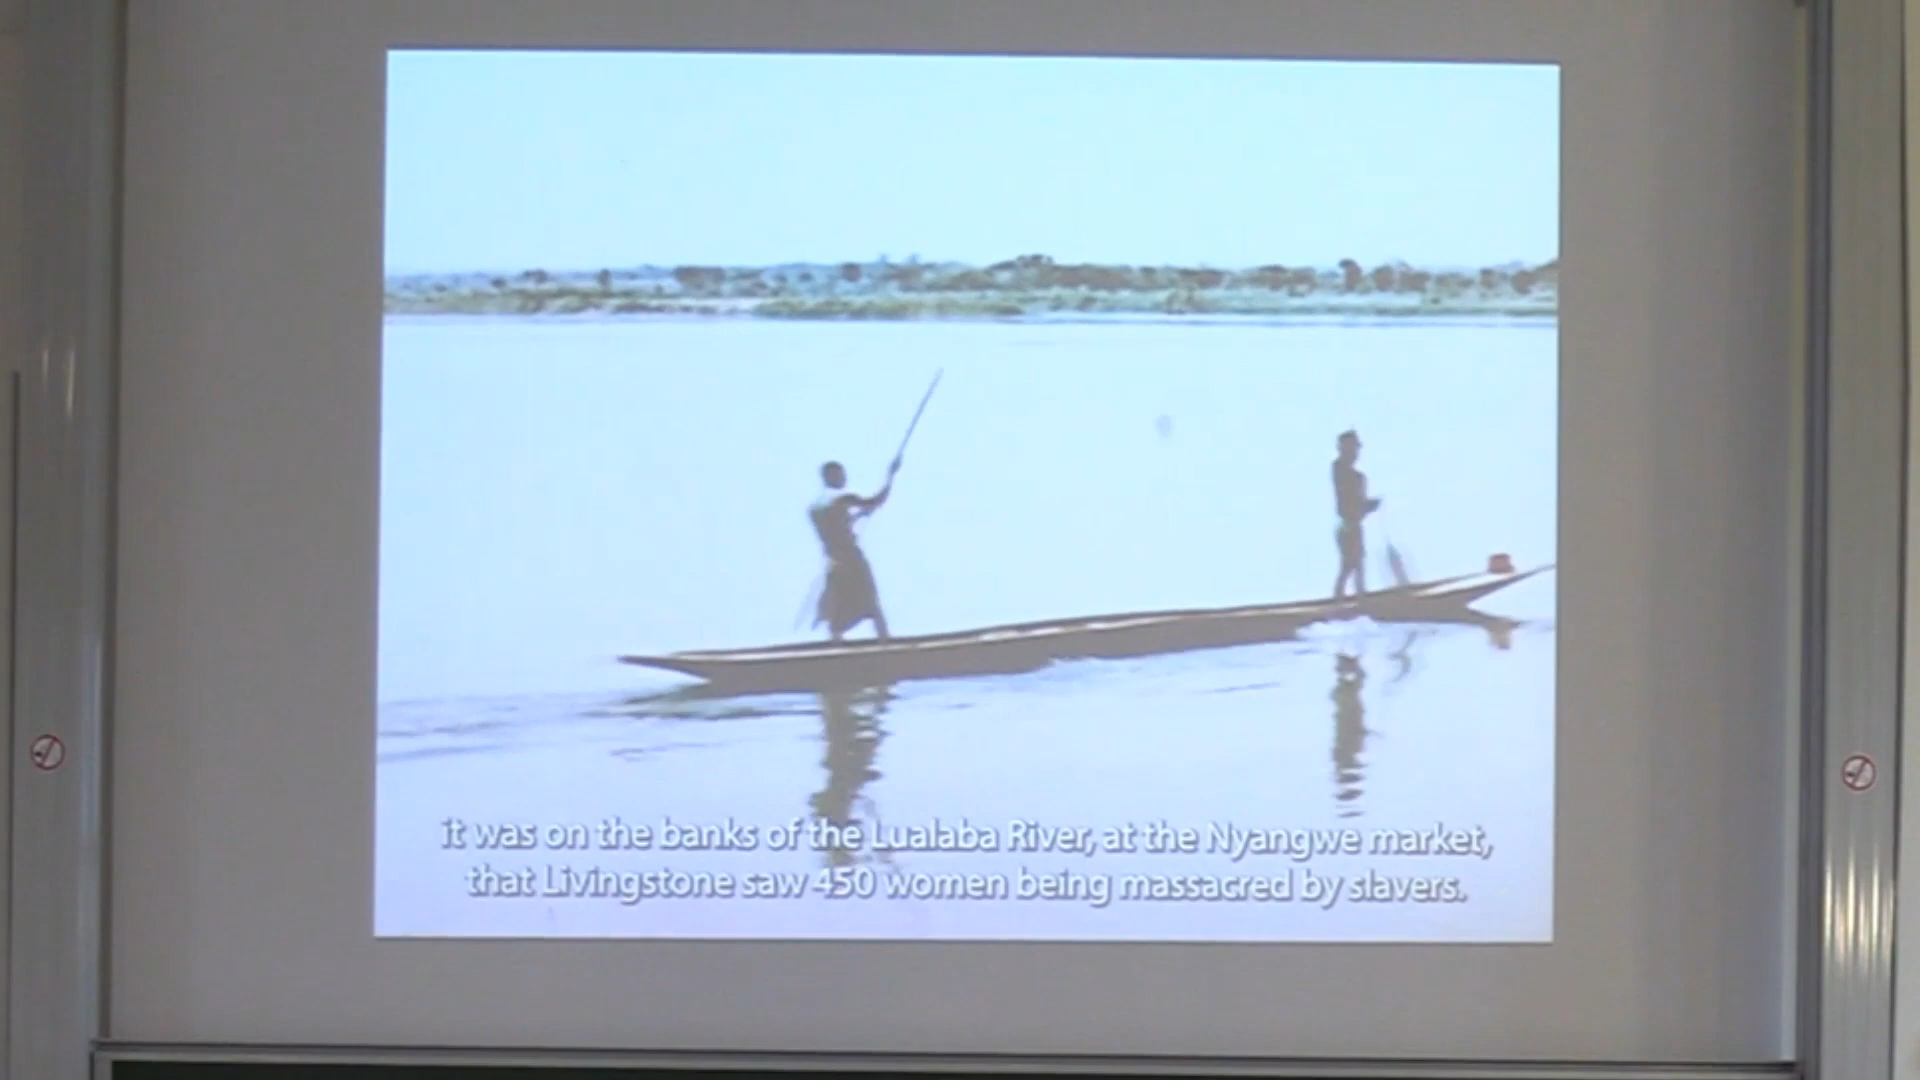 it was on the banks of the Lualaba River, at the Nyangwe market,
that Livingstone saw 450 women being massacred by slavers.